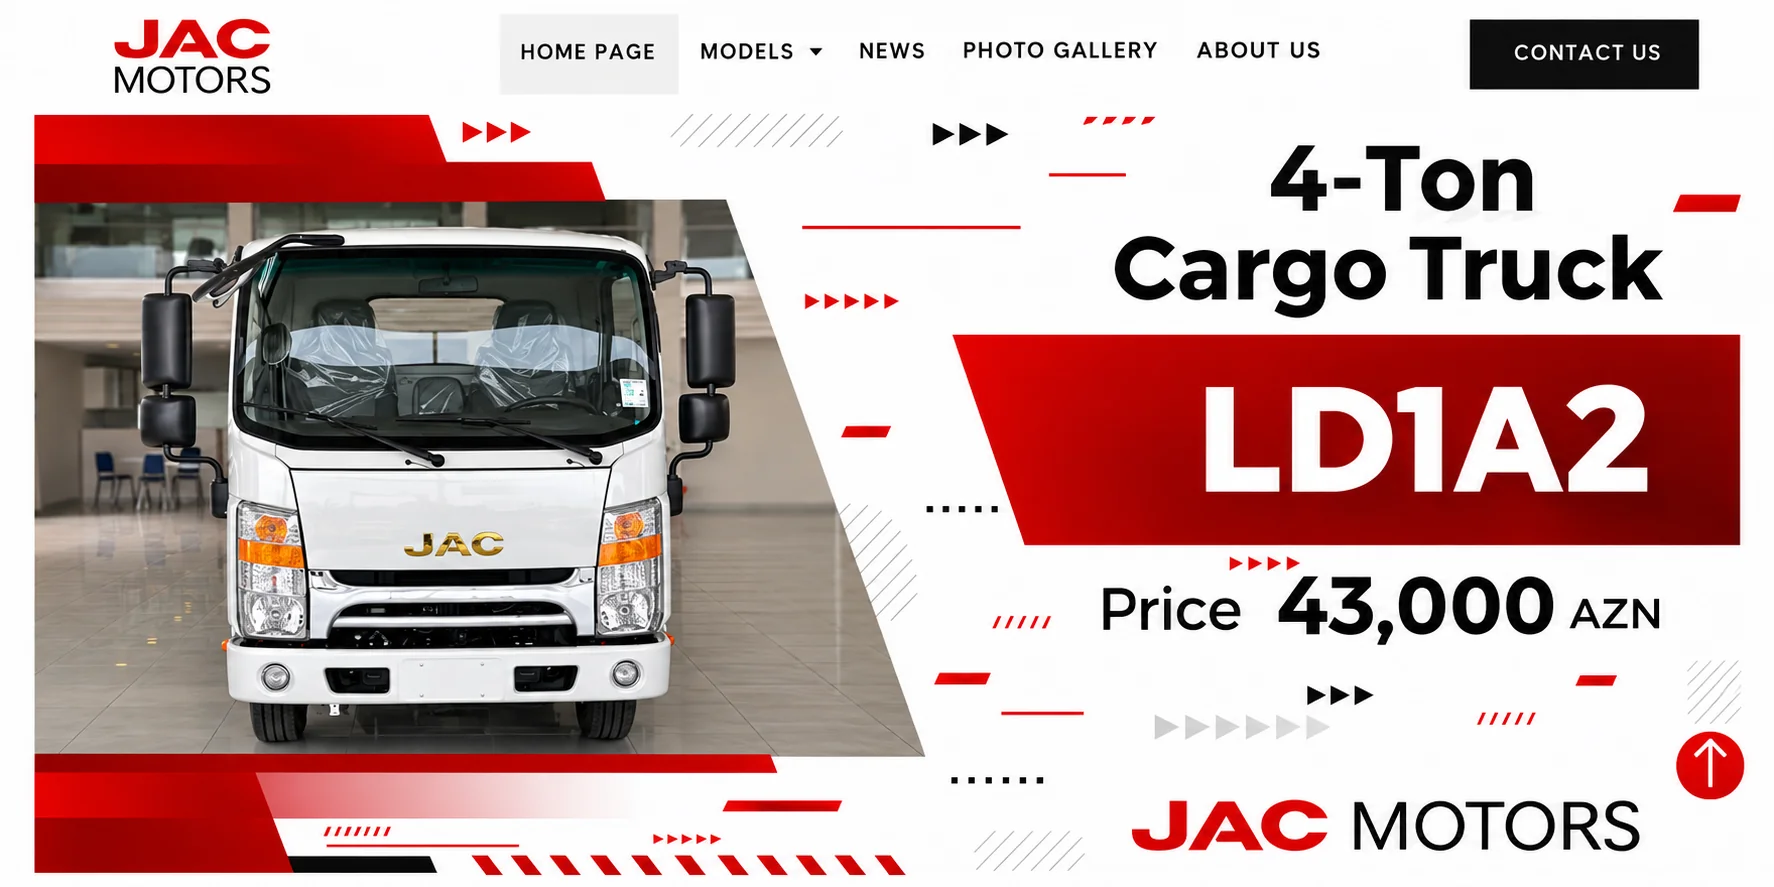 JAC
MOTORS
HOME PAGE
MODELS
NEWS
PHOTO GALLERY
ABOUT US
CONTACT US
4-Ton
Cargo Truck
LD1A2
JAC
Price 43,000 AZN
JAC MOTORS